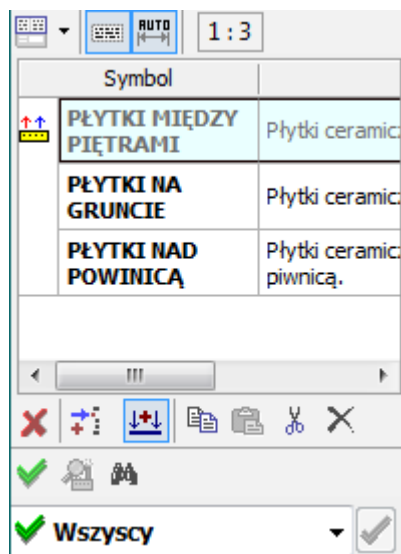 AUTO
1:3
Symbol
PŁYTKI MIĘDZY
PIĘTRAMI
Płytki ceramic
PŁYTKI NA
GRUNCIE
Płytki ceramic
PŁYTKI NAD
POWINICĄ
Płytki ceramic
piwnicą.
Wszyscy